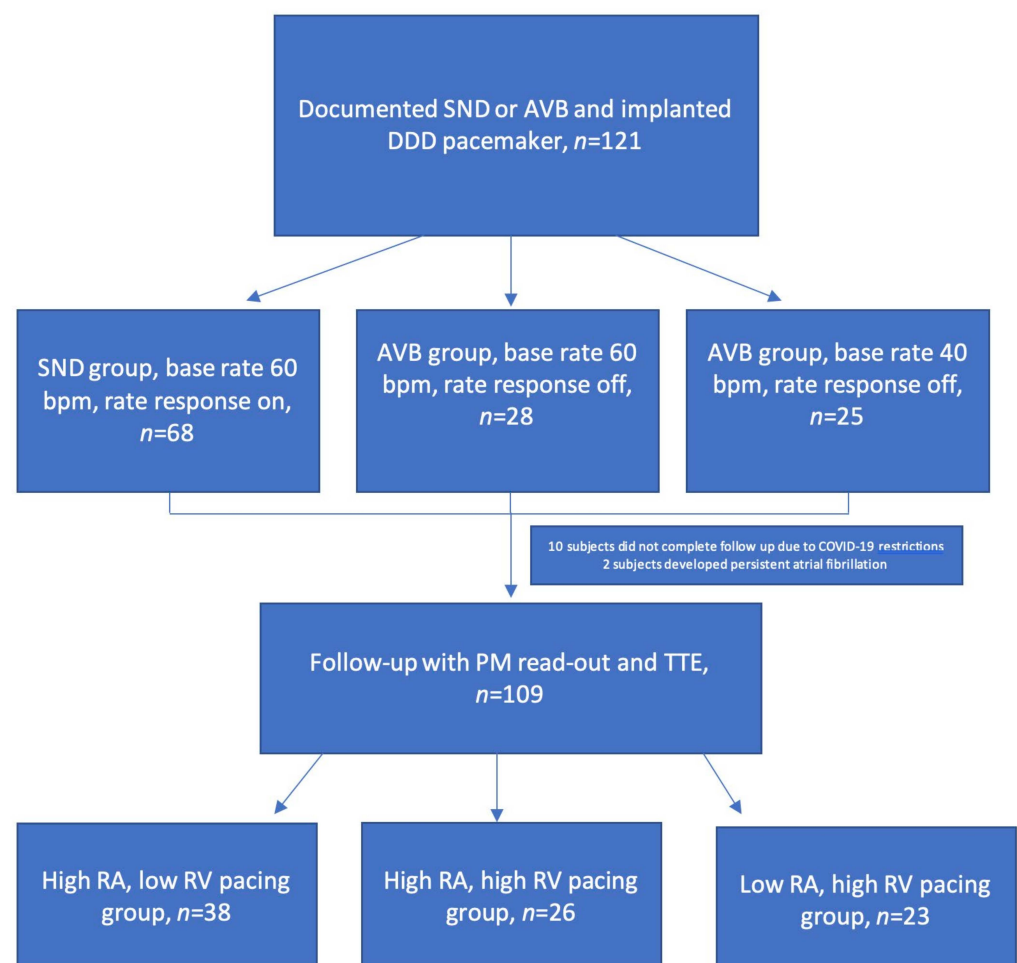 Documented SND or AVB and implanted
DDD pacemaker, n=121
SND group, base rate 60
bpm, rate response on,
n=68
AVB group, base rate 60
bpm, rate response off,
n=28
AVB group, base rate 40
bpm, rate response off,
n=25
10 subjects did not complete follow up due to COVID-19 restrictions
2 subjects developed persistent atrial fibrillation
Follow-up with PM read-out and TTE,
n=109
High RA, low RV pacing
group, n=38
High RA, high RV pacing
group, n=26
Low RA, high RV pacing
group, n=23